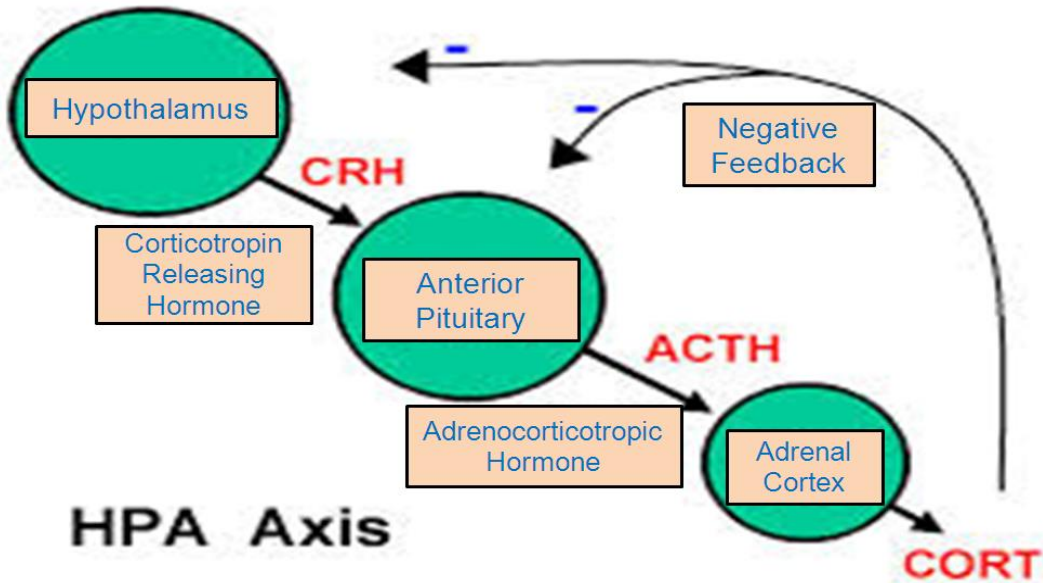 Hypothalamus
CRH
Corticotropin
Releasing
Hormone
-
-
Negative
Feedback
Anterior
Pituitary
ACTH
Adrenocorticotropic
Hormone
Adrenal
Cortex
CORT
HPA Axis